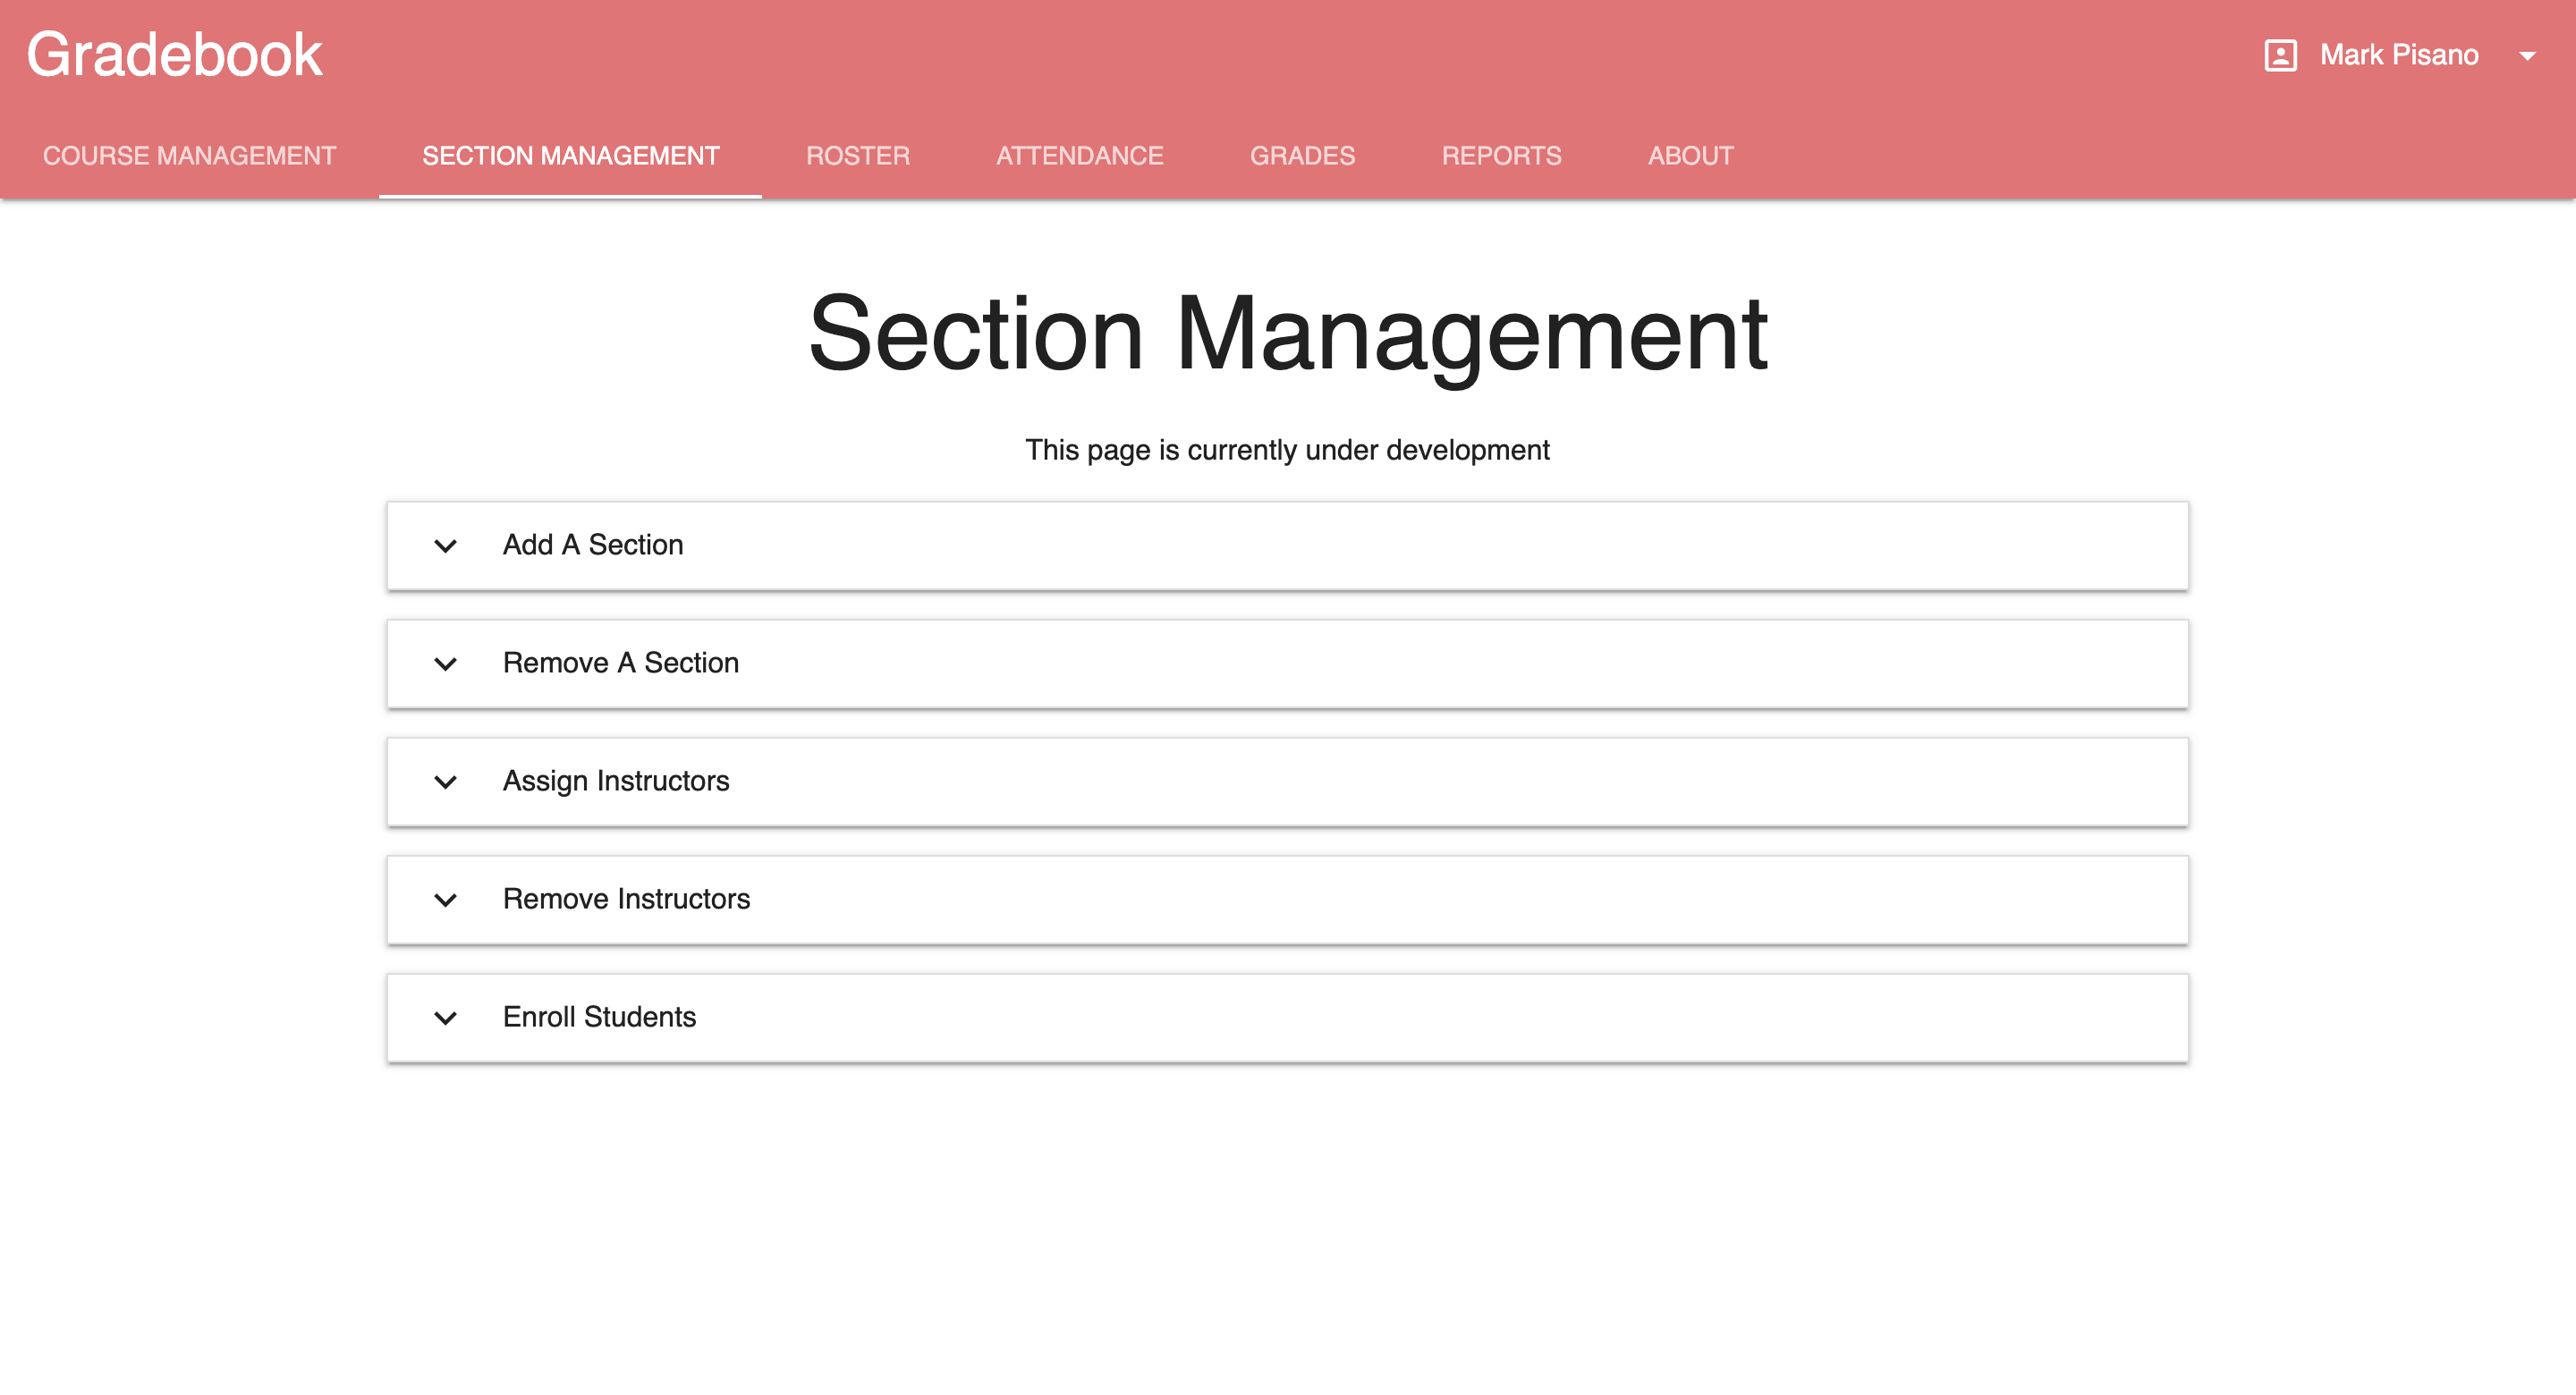 Gradebook
Mark Pisano
COURSE MANAGEMENT SECTION MANAGEMENT ROSTER ATTENDANCE GRADES REPORTS ABOUT
Section Management
This page is currently under development
Add A Section
Remove A Section
Assign Instructors
Remove Instructors
Enroll Students